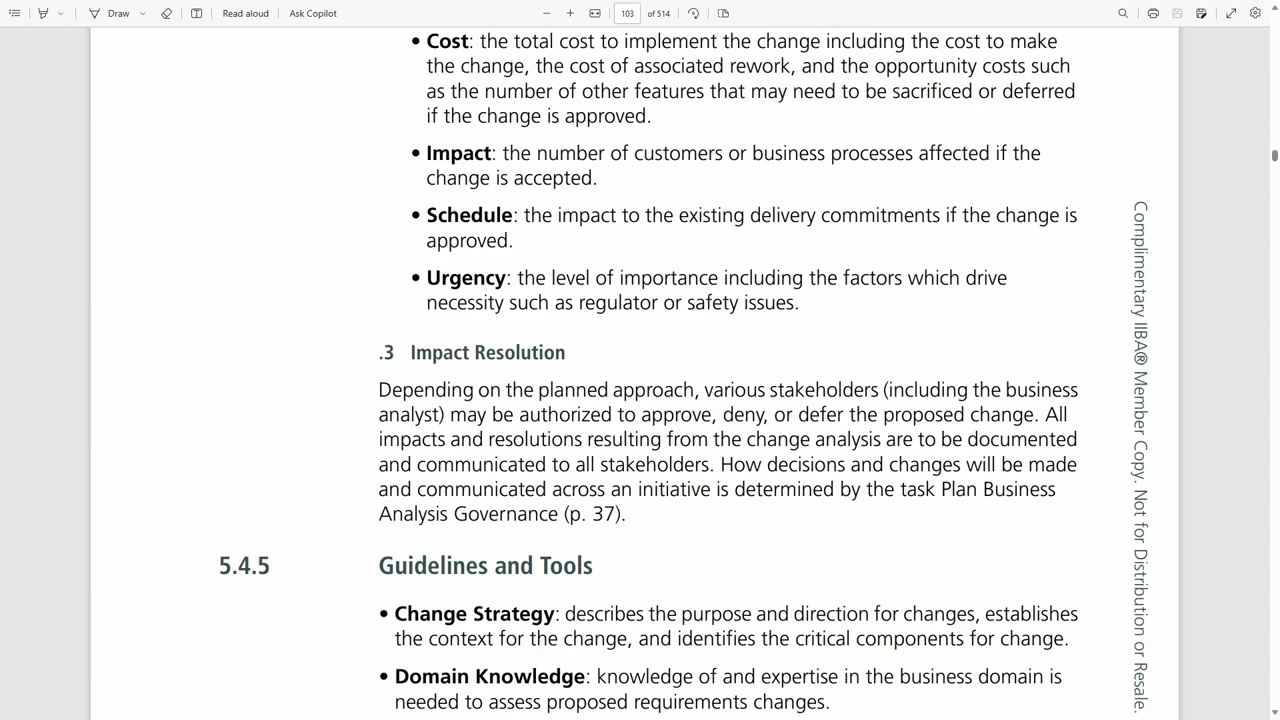 Draw
Read aloud
Ask Copilot
103 of 514
• Cost: the total cost to implement the change including the cost to make
the change, the cost of associated rework, and the opportunity costs such
as the number of other features that may need to be sacrificed or deferred
if the change is approved.
• Impact: the number of customers or business processes affected if the
change is accepted.
• Schedule: the impact to the existing delivery commitments if the change is
approved.
• Urgency: the level of importance including the factors which drive
necessity such as regulator or safety issues.
.3 Impact Resolution
Depending on the planned approach, various stakeholders (including the business
analyst) may be authorized to approve, deny, or defer the proposed change. All
impacts and resolutions resulting from the change analysis are to be documented
and communicated to all stakeholders. How decisions and changes will be made
and communicated across an initiative is determined by the task Plan Business
Analysis Governance (p. 37).
5.4.5 Guidelines and Tools
• Change Strategy: describes the purpose and direction for changes, establishes
the context for the change, and identifies the critical components for change.
• Domain Knowledge: knowledge of and expertise in the business domain is
needed to assess proposed requirements changes.
Complimentary IIBA® Member Copy. Not for Distribution or Resale.